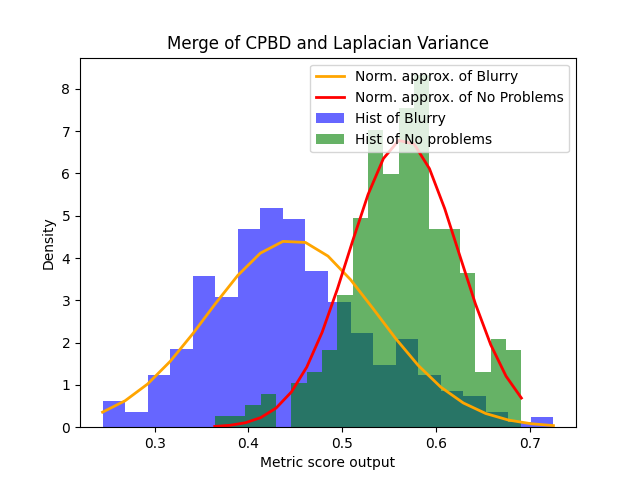 Merge of CPBD and Laplacian Variance
Norm. approx. of Blurry
Norm. approx. of No Problems
Hist of Blurry
Hist of No problems
Density
8
7
6
5
4
3
2
1
0
0.3 0.4 0.5 0.6 0.7
Metric score output